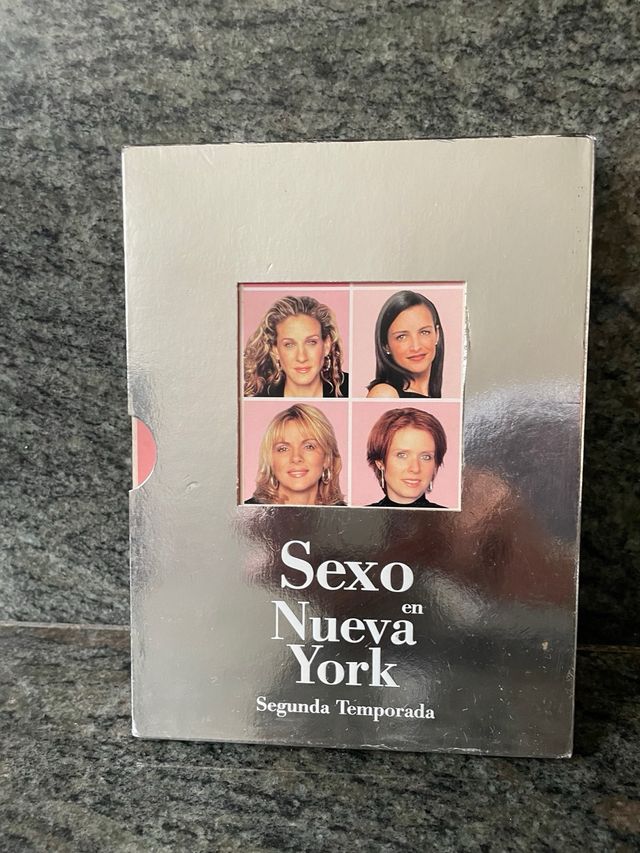 Sexo
en
Nueva
York
Segunda Temporada